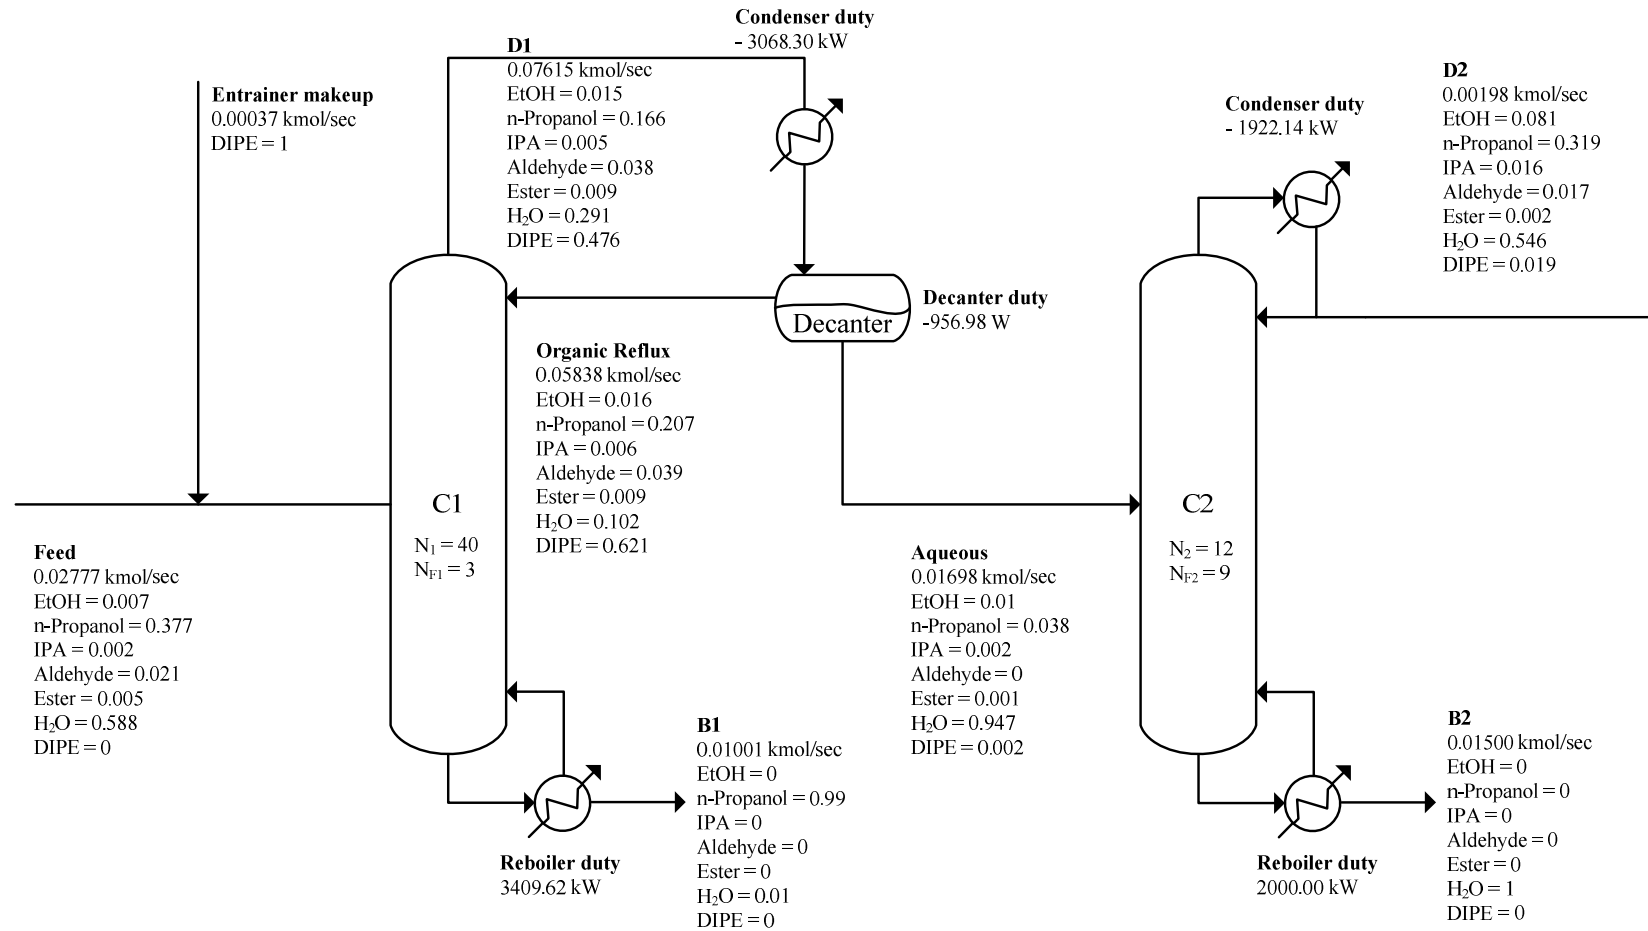 Condenser duty
- 3068.30 kW
D1
0.07615 kmol/sec
EtOH = 0.015
n-Propanol = 0.166
IPA = 0.005
Aldehyde = 0.038
Ester = 0.009
H₂O = 0.291
DIPE = 0.476
Entrainer makeup
0.00037 kmol/sec
DIPE = 1
Condenser duty
- 1922.14 kW
D2
0.00198 kmol/sec
EtOH = 0.081
n-Propanol = 0.319
IPA = 0.016
Aldehyde = 0.017
Ester = 0.002
H₂O = 0.546
DIPE = 0.019
Decanter
Decanter duty
-956.98 W
Organic Reflux
0.05838 kmol/sec
EtOH = 0.016
n-Propanol = 0.207
IPA = 0.006
Aldehyde = 0.039
Ester = 0.009
H₂O = 0.102
DIPE = 0.621
C1
N₁ = 40
N_F1 = 3
C2
N₂ = 12
N_F2 = 9
Feed
0.02777 kmol/sec
EtOH = 0.007
n-Propanol = 0.377
IPA = 0.002
Aldehyde = 0.021
Ester = 0.005
H₂O = 0.588
DIPE = 0
Aqueous
0.01698 kmol/sec
EtOH = 0.01
n-Propanol = 0.038
IPA = 0.002
Aldehyde = 0
Ester = 0.001
H₂O = 0.947
DIPE = 0.002
B1
0.01001 kmol/sec
EtOH = 0
n-Propanol = 0.99
IPA = 0
Aldehyde = 0
Ester = 0
H₂O = 0.01
DIPE = 0
Reboiler duty
3409.62 kW
B2
0.01500 kmol/sec
EtOH = 0
n-Propanol = 0
IPA = 0
Aldehyde = 0
Ester = 0
H₂O = 1
DIPE = 0
Reboiler duty
2000.00 kW